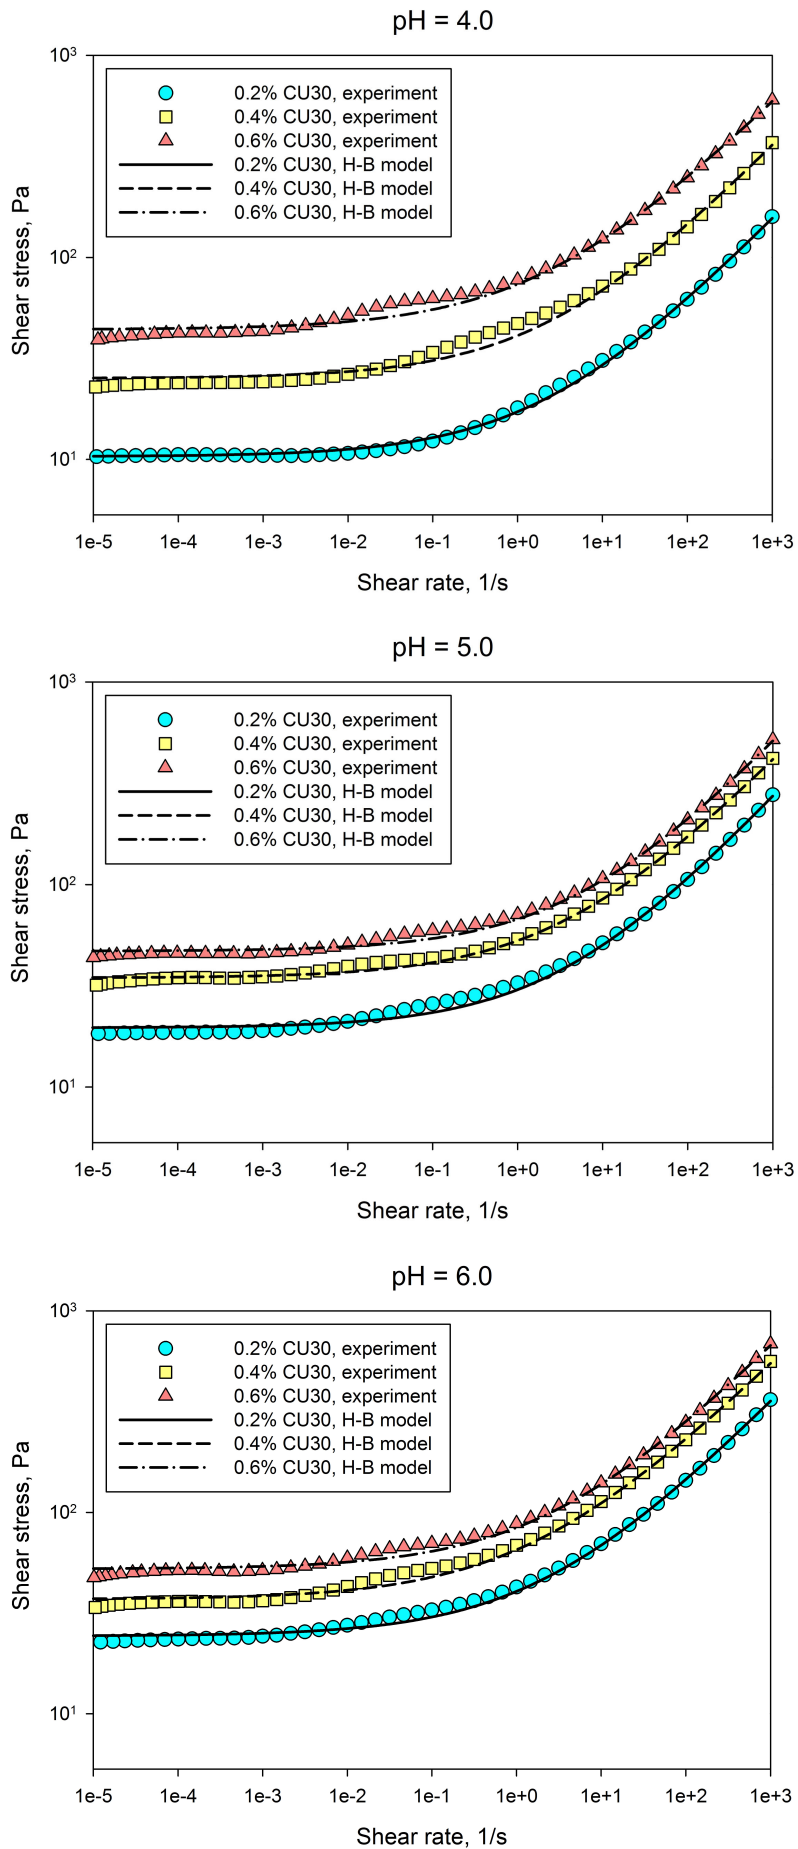 pH = 4.0
10³
0.2% CU30, experiment
0.4% CU30, experiment
0.6% CU30, experiment
0.2% CU30, H-B model
0.4% CU30, H-B model
0.6% CU30, H-B model
Shear stress, Pa
10²
10¹
1e-5 1e-4 1e-3 1e-2 1e-1 1e+0 1e+1 1e+2 1e+3
Shear rate, 1/s
pH = 5.0
10³
0.2% CU30, experiment
0.4% CU30, experiment
0.6% CU30, experiment
0.2% CU30, H-B model
0.4% CU30, H-B model
0.6% CU30, H-B model
Shear stress, Pa
10²
10¹
1e-5 1e-4 1e-3 1e-2 1e-1 1e+0 1e+1 1e+2 1e+3
Shear rate, 1/s
pH = 6.0
10³
0.2% CU30, experiment
0.4% CU30, experiment
0.6% CU30, experiment
0.2% CU30, H-B model
0.4% CU30, H-B model
0.6% CU30, H-B model
Shear stress, Pa
10²
10¹
1e-5 1e-4 1e-3 1e-2 1e-1 1e+0 1e+1 1e+2 1e+3
Shear rate, 1/s